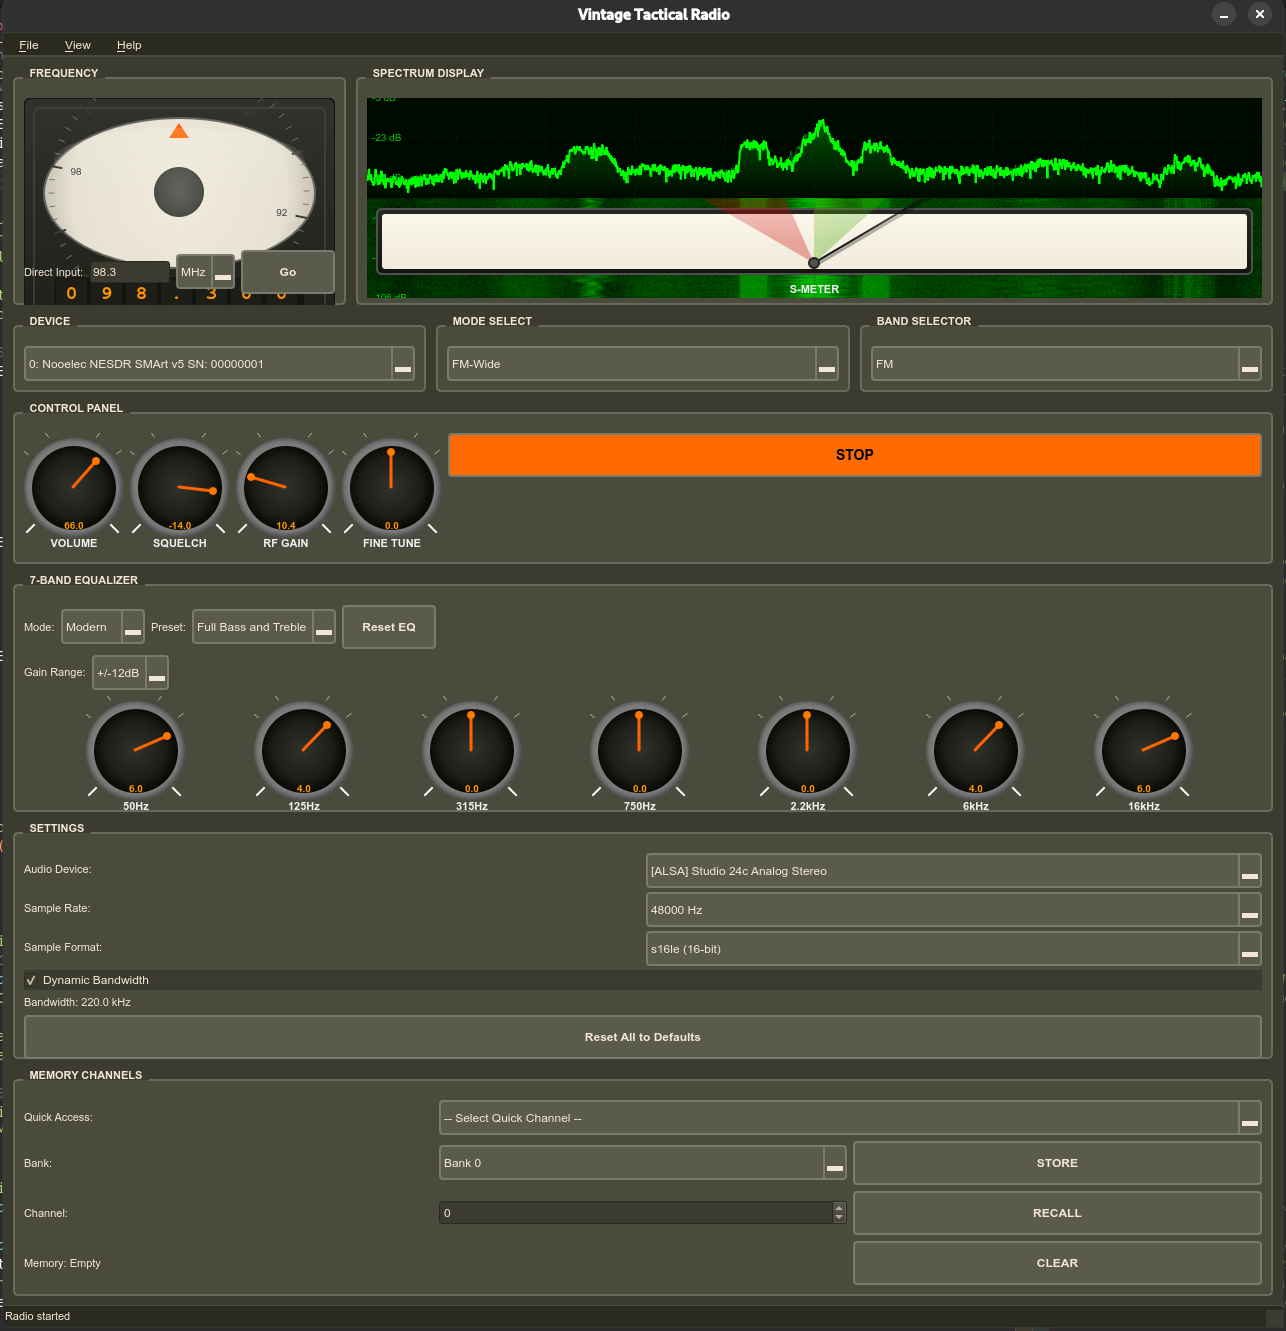 Vintage Tactical Radio
File View Help
FREQUENCY
98
92
Direct Input: 98.3 MHz Go
0 9 8 . 3 0 0
SPECTRUM DISPLAY
-23 dB
S-METER
DEVICE
0: Nooelec NESDR SMArt v5 SN: 00000001
MODE SELECT
FM-Wide
BAND SELECTOR
FM
CONTROL PANEL
66.0 -14.0 10.4 0.0
VOLUME SQUELCH RF GAIN FINE TUNE
STOP
7-BAND EQUALIZER
Mode: Modern Preset: Full Bass and Treble Reset EQ
Gain Range: +/-12dB
6.0 4.0 0.0 0.0 0.0 4.0 6.0
50Hz 125Hz 315Hz 750Hz 2.2kHz 6kHz 16kHz
SETTINGS
Audio Device: [ALSA] Studio 24c Analog Stereo
Sample Rate: 48000 Hz
Sample Format: s16le (16-bit)
Dynamic Bandwidth
Bandwidth: 220.0 kHz
Reset All to Defaults
MEMORY CHANNELS
Quick Access: -- Select Quick Channel --
Bank: Bank 0 STORE
Channel: 0 RECALL
Memory: Empty CLEAR
Radio started